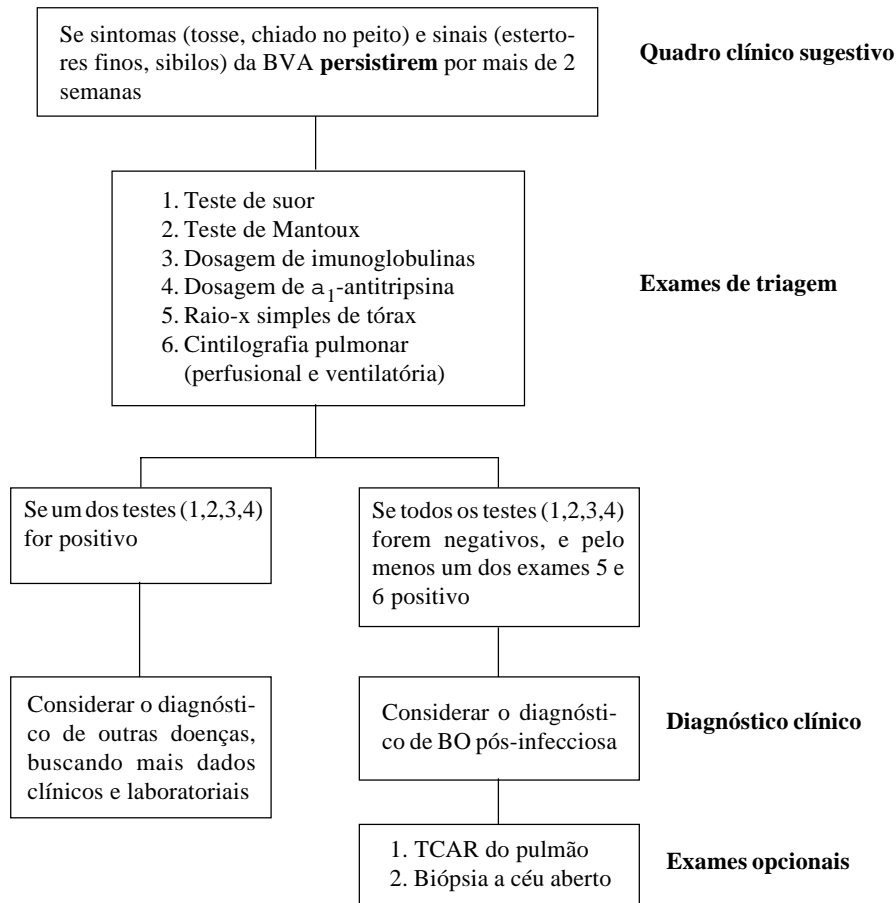 Se sintomas (tosse, chiado no peito) e sinais (esterto-
res finos, sibilos) da BVA persistirem por mais de 2
semanas
Quadro clínico sugestivo
1. Teste de suor
2. Teste de Mantoux
3. Dosagem de imunoglobulinas
4. Dosagem de a1-antitripsina
5. Raio-x simples de tórax
6. Cintilografia pulmonar
(perfusional e ventilatória)
Exames de triagem
Se um dos testes (1,2,3,4)
for positivo
Se todos os testes (1,2,3,4)
forem negativos, e pelo
menos um dos exames 5 e
6 positivo
Considerar o diagnósti-
co de outras doenças,
buscando mais dados
clínicos e laboratoriais
Considerar o diagnósti-
co de BO pós-infecciosa
Diagnóstico clínico
1. TCAR do pulmão
2. Biópsia a céu aberto
Exames opcionais